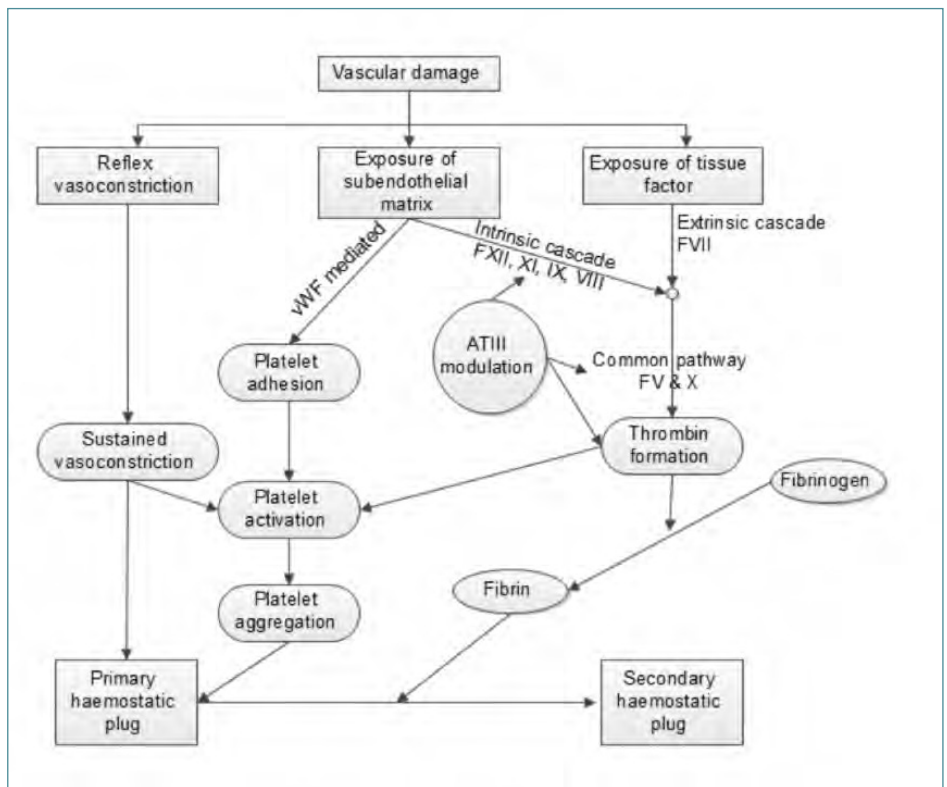 Vascular damage
Reflex
vasoconstriction
Exposure of
subendothelial
matrix
Exposure of tissue
factor
vWF mediated
Intrinsic cascade
FXII, XI, IX, VIII
Extrinsic cascade
FVII
ATIII
modulation
Common pathway
FV & X
Platelet
adhesion
Sustained
vasoconstriction
Thrombin
formation
Platelet
activation
Fibrinogen
Fibrin
Platelet
aggregation
Primary
haemostatic
plug
Secondary
haemostatic
plug